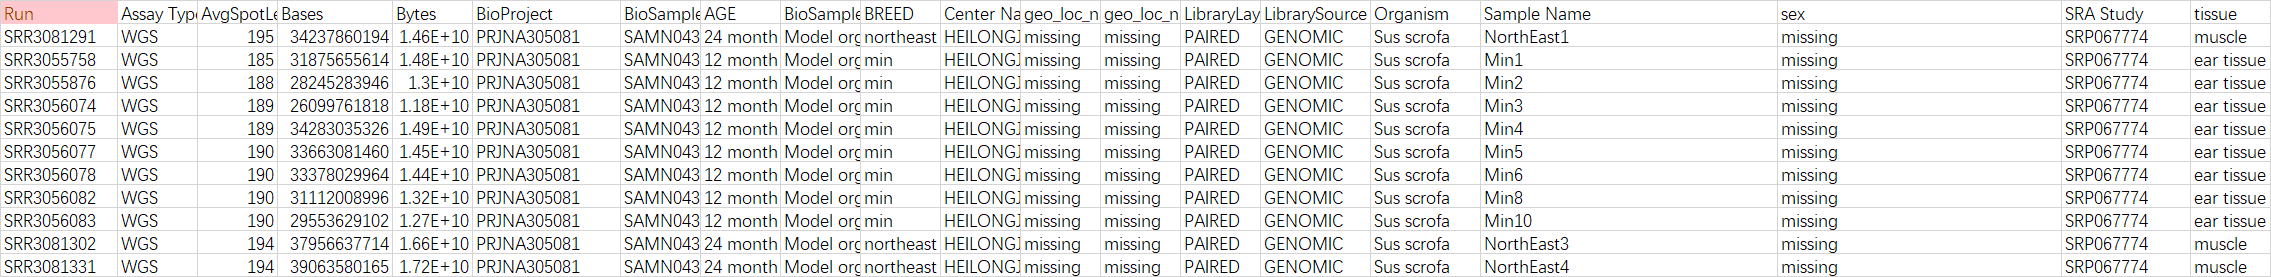 Run Assay Typ AvgSpotLe Bases Bytes BioProject BioSample AGE BioSample BREED Center Na geo_loc_n geo_loc_n LibraryLay LibrarySource Organism Sample Name sex SRA Study tissue
SRR3081291 WGS 195 34237860194 1.46E+10 PRJNA305081 SAMN043 24 month Model org northeast HEILONGJ missing missing PAIRED GENOMIC Sus scrofa NorthEast1 missing SRP067774 muscle
SRR3055758 WGS 185 31875655614 1.48E+10 PRJNA305081 SAMN043 12 month Model org min HEILONGJ missing missing PAIRED GENOMIC Sus scrofa Min1 missing SRP067774 ear tissue
SRR3055876 WGS 188 28245283946 1.3E+10 PRJNA305081 SAMN043 12 month Model org min HEILONGJ missing missing PAIRED GENOMIC Sus scrofa Min2 missing SRP067774 ear tissue
SRR3056074 WGS 189 26099761818 1.18E+10 PRJNA305081 SAMN043 12 month Model org min HEILONGJ missing missing PAIRED GENOMIC Sus scrofa Min3 missing SRP067774 ear tissue
SRR3056075 WGS 189 34283035326 1.49E+10 PRJNA305081 SAMN043 12 month Model org min HEILONGJ missing missing PAIRED GENOMIC Sus scrofa Min4 missing SRP067774 ear tissue
SRR3056077 WGS 190 33663081460 1.45E+10 PRJNA305081 SAMN043 12 month Model org min HEILONGJ missing missing PAIRED GENOMIC Sus scrofa Min5 missing SRP067774 ear tissue
SRR3056078 WGS 190 33378029964 1.44E+10 PRJNA305081 SAMN043 12 month Model org min HEILONGJ missing missing PAIRED GENOMIC Sus scrofa Min6 missing SRP067774 ear tissue
SRR3056082 WGS 190 31112008996 1.32E+10 PRJNA305081 SAMN043 12 month Model org min HEILONGJ missing missing PAIRED GENOMIC Sus scrofa Min8 missing SRP067774 ear tissue
SRR3056083 WGS 190 29553629102 1.27E+10 PRJNA305081 SAMN043 12 month Model org min HEILONGJ missing missing PAIRED GENOMIC Sus scrofa Min10 missing SRP067774 ear tissue
SRR3081302 WGS 194 37956637714 1.66E+10 PRJNA305081 SAMN043 24 month Model org northeast HEILONGJ missing missing PAIRED GENOMIC Sus scrofa NorthEast3 missing SRP067774 muscle
SRR3081331 WGS 194 39063580165 1.72E+10 PRJNA305081 SAMN043 24 month Model org northeast HEILONGJ missing missing PAIRED GENOMIC Sus scrofa NorthEast4 missing SRP067774 muscle